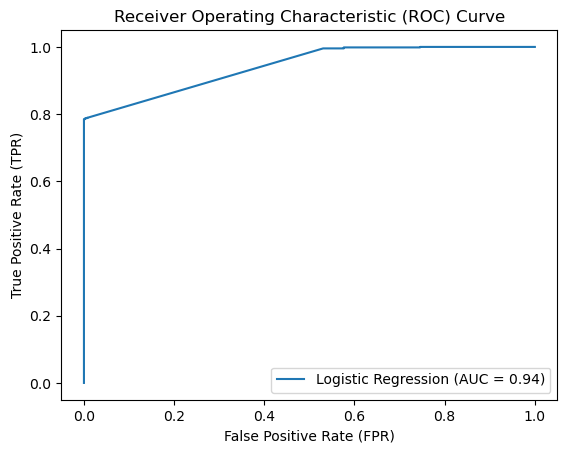 Receiver Operating Characteristic (ROC) Curve
1.0
0.8
0.6
0.4
0.2
0.0
True Positive Rate (TPR)
Logistic Regression (AUC = 0.94)
0.0 0.2 0.4 0.6 0.8 1.0
False Positive Rate (FPR)